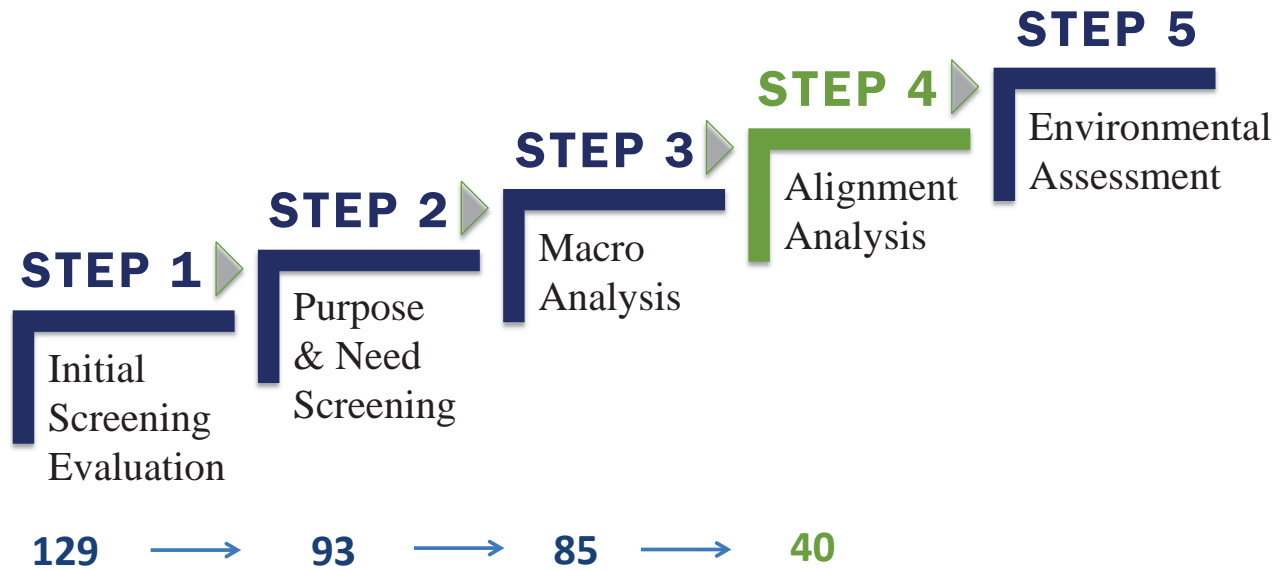 STEP 1
Initial
Screening
Evaluation
STEP 2
Purpose
& Need
Screening
STEP 3
Macro
Analysis
STEP 4
Alignment
Analysis
STEP 5
Environmental
Assessment
129
93
85
40